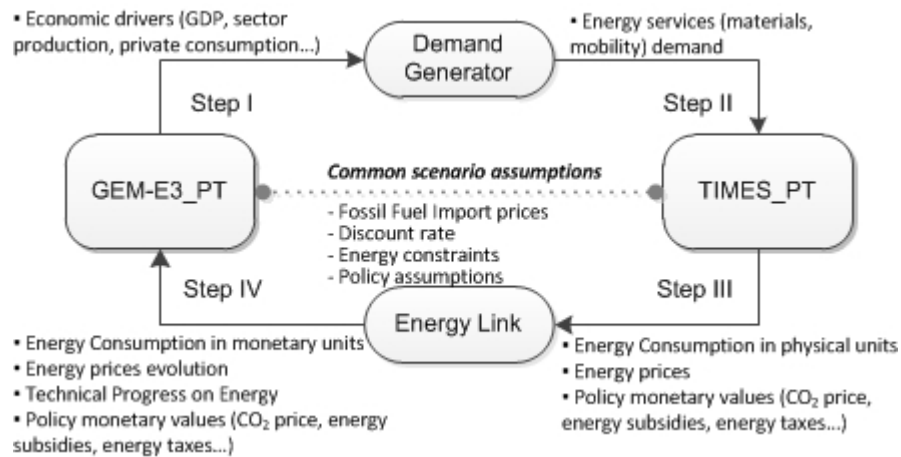 ▪ Economic drivers (GDP, sector
production, private consumption...)
Demand
Generator
▪ Energy services (materials,
mobility) demand
Step I
Step II
GEM-E3_PT
Common scenario assumptions
- Fossil Fuel Import prices
- Discount rate
- Energy constraints
- Policy assumptions
TIMES_PT
Step IV
Energy Link
Step III
▪ Energy Consumption in monetary units
▪ Energy prices evolution
▪ Technical Progress on Energy
▪ Policy monetary values (CO₂ price, energy
subsidies, energy taxes...)
▪ Energy Consumption in physical units
▪ Energy prices
▪ Policy monetary values (CO₂ price,
energy subsidies, energy taxes...)